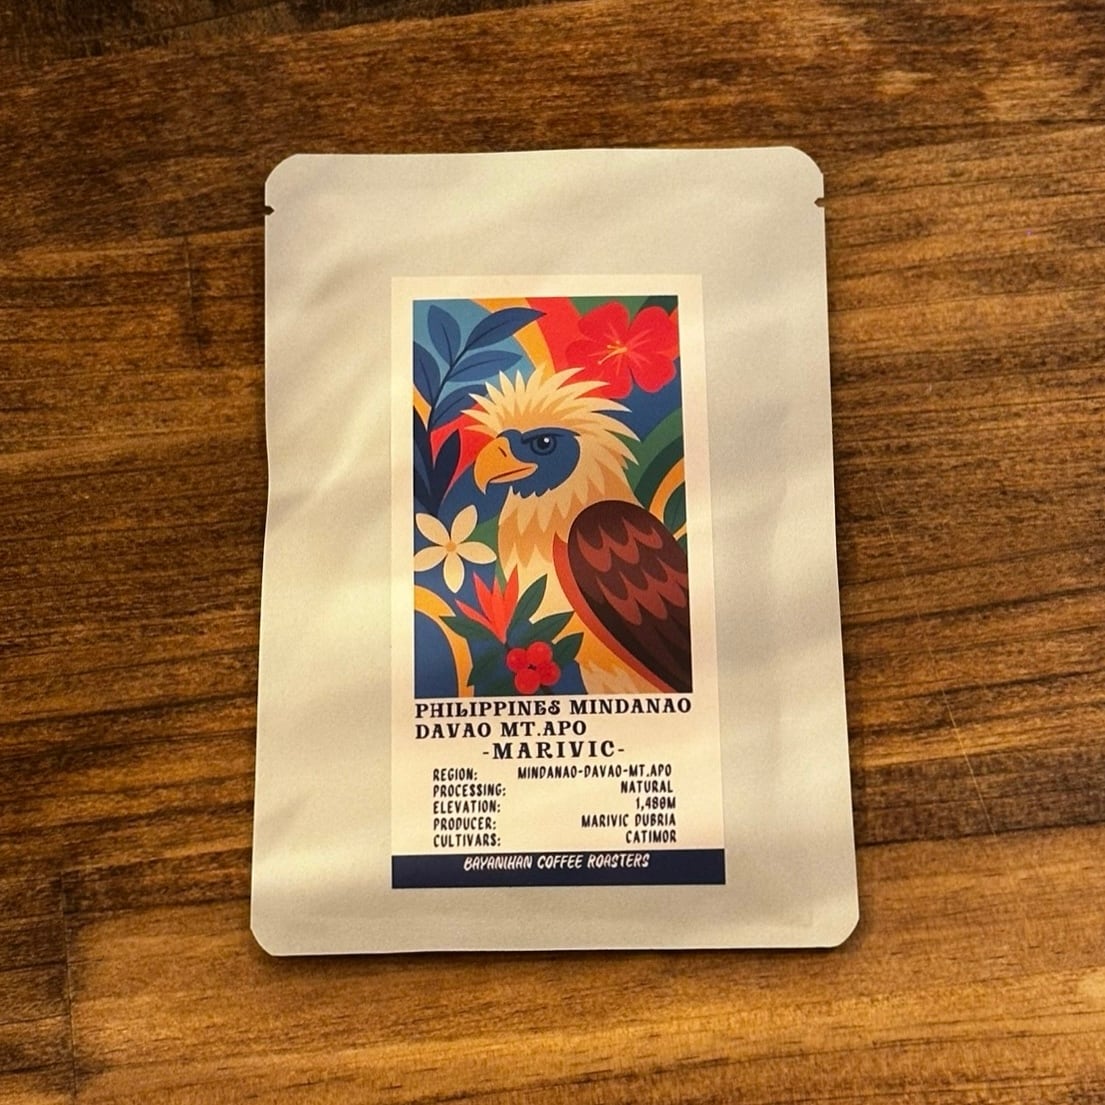 PHILIPPINES MINDANAO
DAVAO MT.APO
-MARIVIC-
REGION: MINDANAO-DAVAO-MT.APO
PROCESSING: NATURAL
ELEVATION: 1,480M
PRODUCER: MARIVIC DUBRIA
CULTIVARS: CATIMOR
BAYANIHAN COFFEE ROASTERS